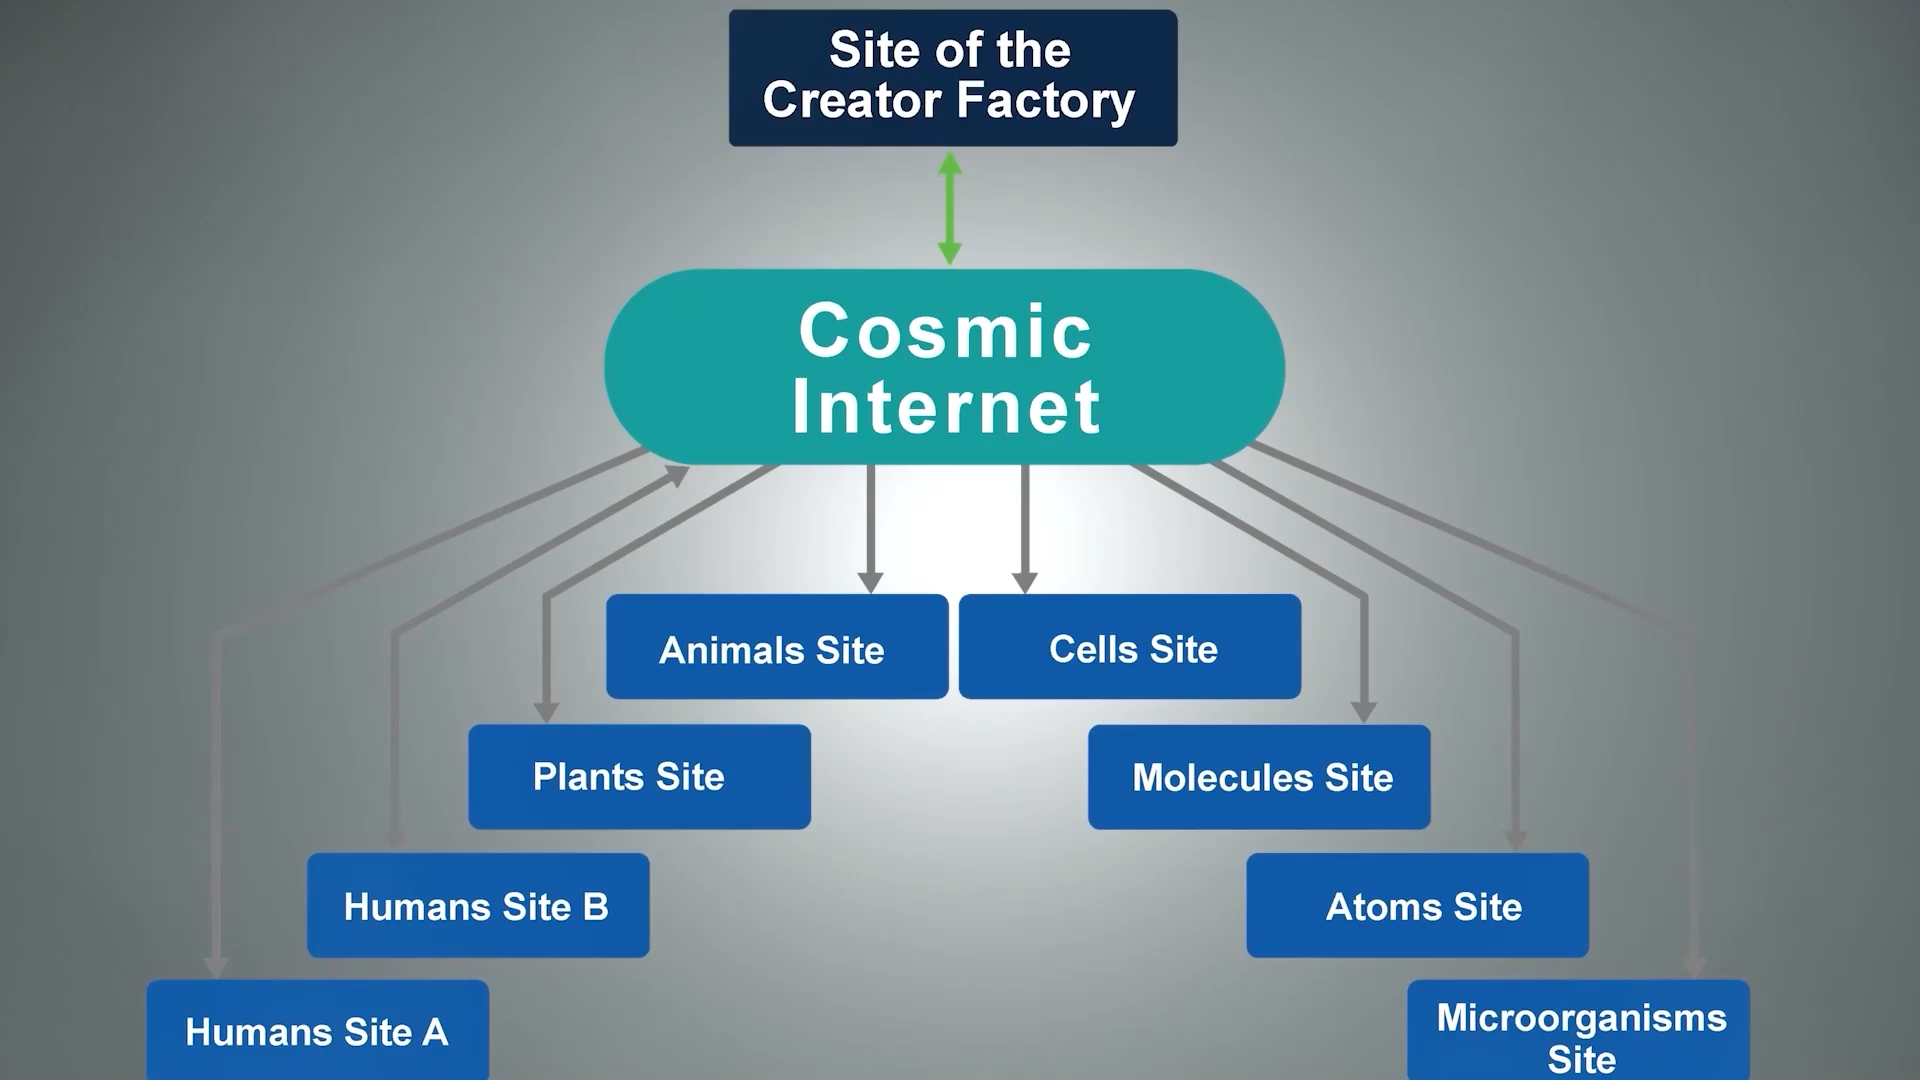 Site of the
Creator Factory
Cosmic
Internet
Animals Site
Cells Site
Plants Site
Molecules Site
Humans Site B
Atoms Site
Humans Site A
Microorganisms
Site